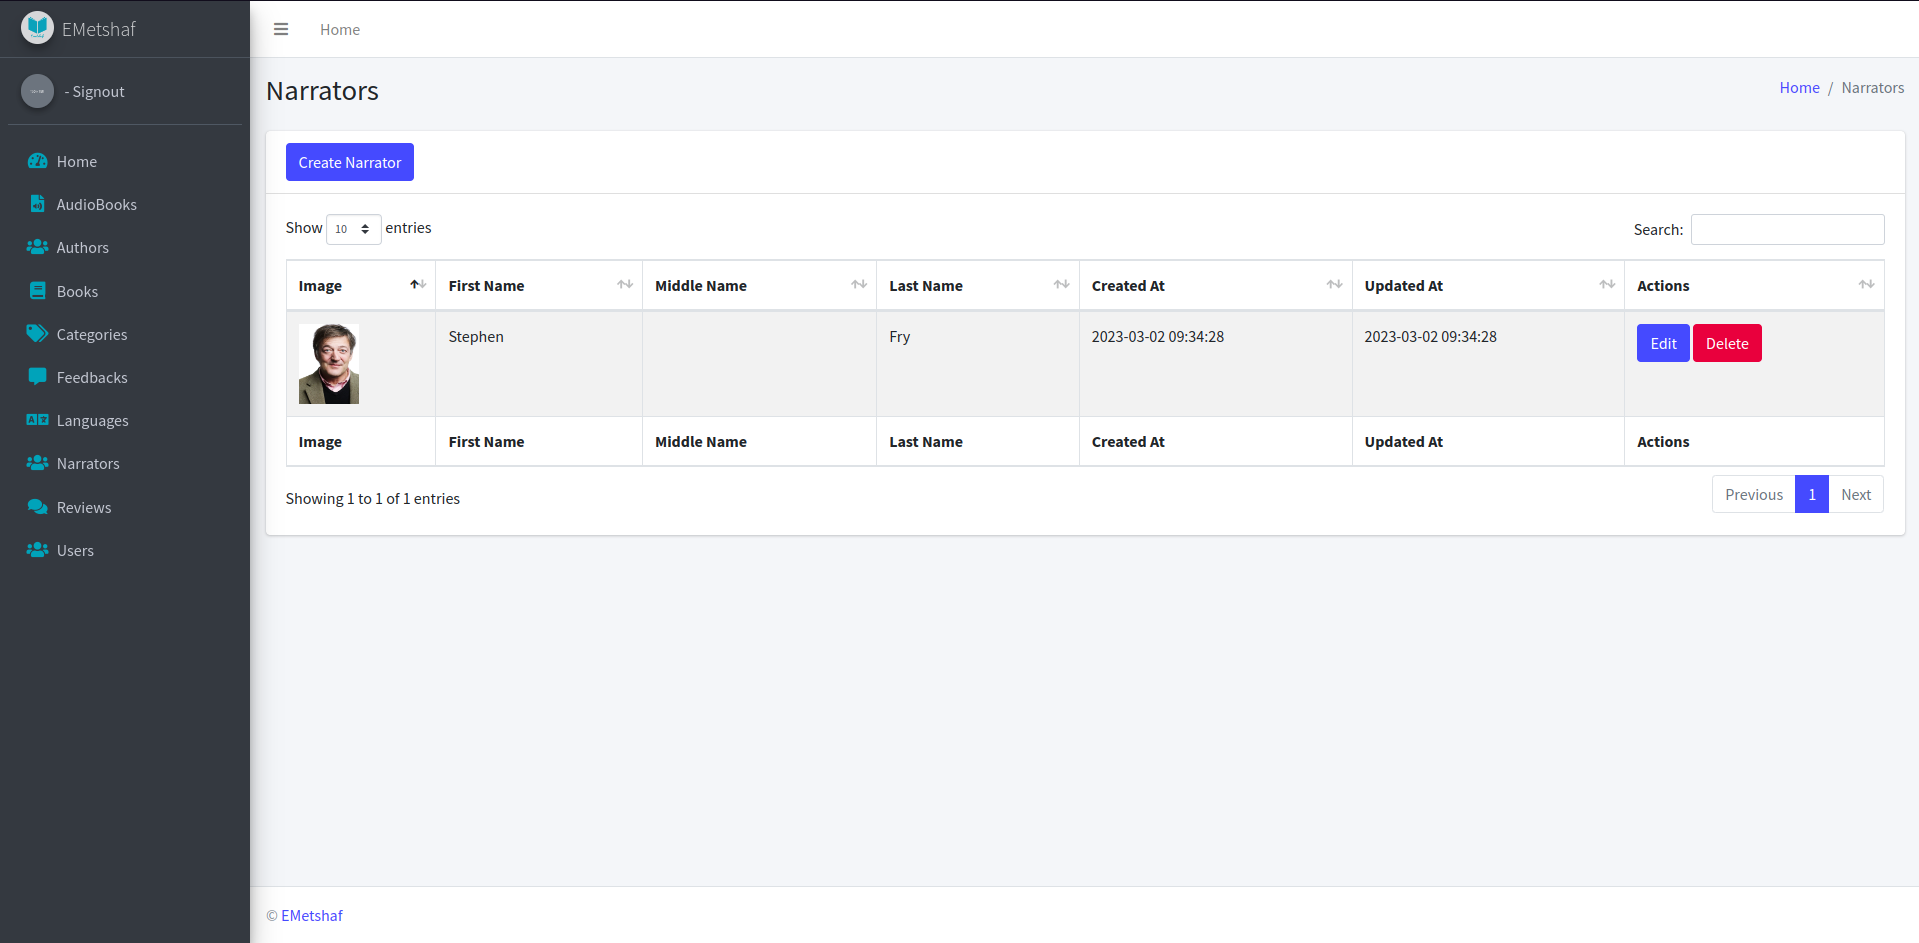 EMetshaf
- Signout
Home
AudioBooks
Authors
Books
Categories
Feedbacks
Languages
Narrators
Reviews
Users
Home
Narrators
Home / Narrators
Create Narrator
Show 10 entries
Search:
Image First Name Middle Name Last Name Created At Updated At Actions
Stephen Fry 2023-03-02 09:34:28 2023-03-02 09:34:28 Edit Delete
Image First Name Middle Name Last Name Created At Updated At Actions
Showing 1 to 1 of 1 entries
Previous 1 Next
© EMetshaf